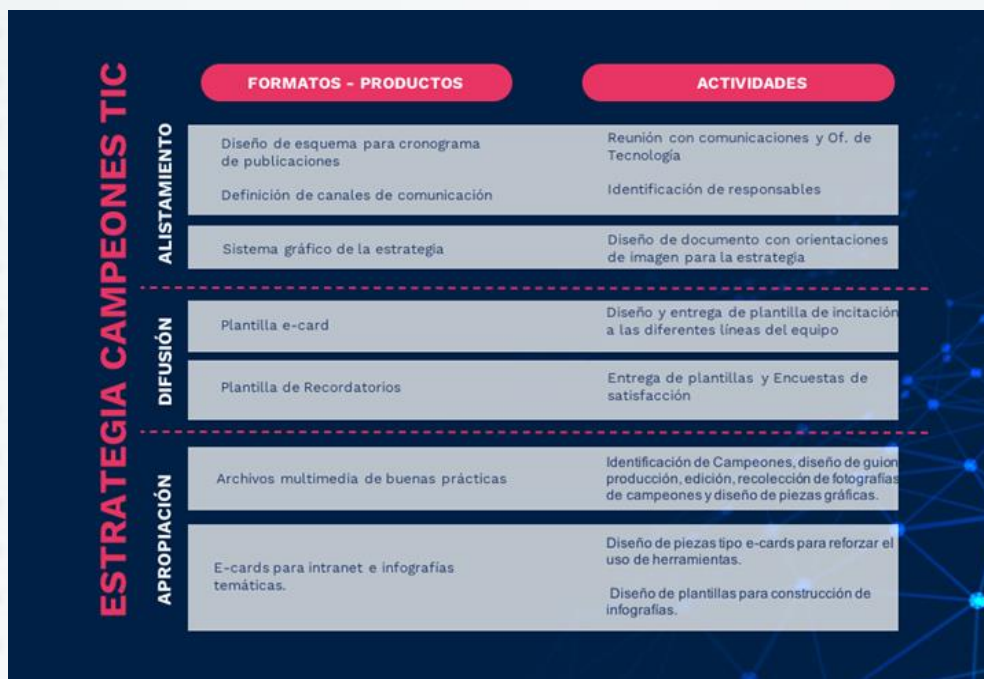 ESTRATEGIA CAMPEONES TIC
FORMATOS - PRODUCTOS
ACTIVIDADES
ALISTAMIENTO
Diseño de esquema para cronograma
de publicaciones
Definición de canales de comunicación
Reunión con comunicaciones y Of. de
Tecnología
Identificación de responsables
Sistema gráfico de la estrategia
Diseño de documento con orientaciones
de imagen para la estrategia
DIFUSIÓN
Plantilla e-card
Diseño y entrega de plantilla de incitación
a las diferentes líneas del equipo
Plantilla de Recordatorios
Entrega de plantillas y Encuestas de
satisfacción
APROPIACIÓN
Archivos multimedia de buenas prácticas
Identificación de Campeones, diseño de guion
producción, edición, recolección de fotografías
de campeones y diseño de piezas gráficas.
E-cards para intranet e infografías
temáticas.
Diseño de piezas tipo e-cards para reforzar el
uso de herramientas.
Diseño de plantillas para construcción de
infografías.